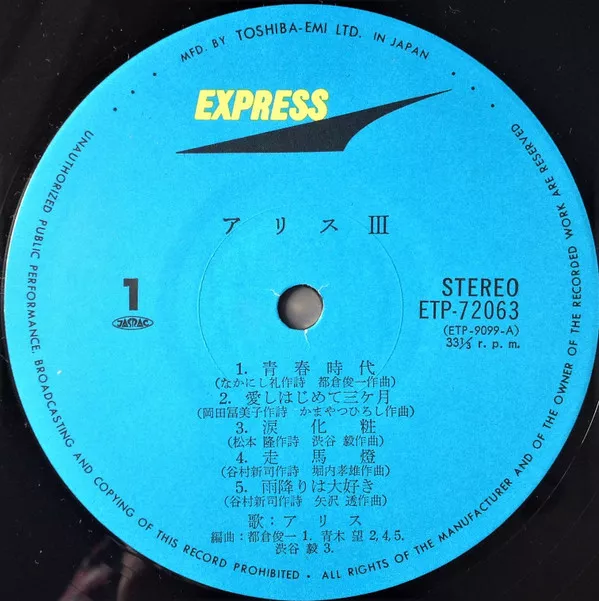 MFD. BY TOSHIBA-EMI LTD. IN JAPAN
EXPRESS
アリスIII
1
JASRAC
STEREO
ETP-72063
(ETP-9099-A)
33⅓ r. p. m.
1. 青春時代
(なかにし礼作詩 都倉俊一作曲)
2. 愛しはじめて三ケ月
(岡田冨美子作詩 かまやつひろし作曲)
3. 涙化粧
(松本 隆作詩 渋谷 毅作曲)
4. 走馬燈
(谷村新司作詩 堀内孝雄作曲)
5. 雨降りは大好き
(谷村新司作詩 矢沢 透作曲)
歌:アリス
編曲:都倉俊一 1. 青木 望 2,4,5.
渋谷 毅 3.
UNAUTHORIZED PUBLIC PERFORMANCE, BROADCASTING AND COPYING OF THIS RECORD PROHIBITED • ALL RIGHTS OF THE MANUFACTURER AND OF THE OWNER OF THE RECORDED WORK ARE RESERVED